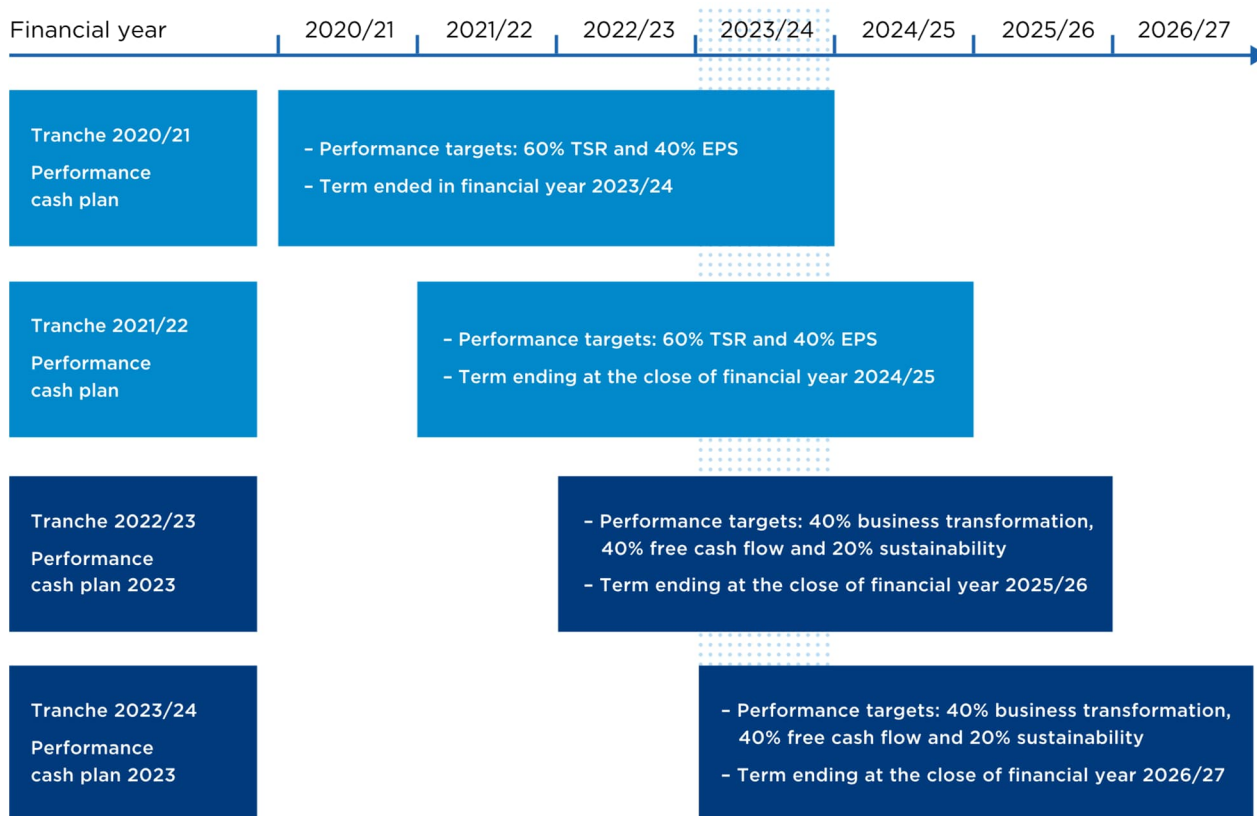 Financial year 2020/21 2021/22 2022/23 2023/24 2024/25 2025/26 2026/27
Tranche 2020/21
Performance
cash plan
– Performance targets: 60% TSR and 40% EPS
– Term ended in financial year 2023/24
Tranche 2021/22
Performance
cash plan
– Performance targets: 60% TSR and 40% EPS
– Term ending at the close of financial year 2024/25
Tranche 2022/23
Performance
cash plan 2023
– Performance targets: 40% business transformation,
40% free cash flow and 20% sustainability
– Term ending at the close of financial year 2025/26
Tranche 2023/24
Performance
cash plan 2023
– Performance targets: 40% business transformation,
40% free cash flow and 20% sustainability
– Term ending at the close of financial year 2026/27